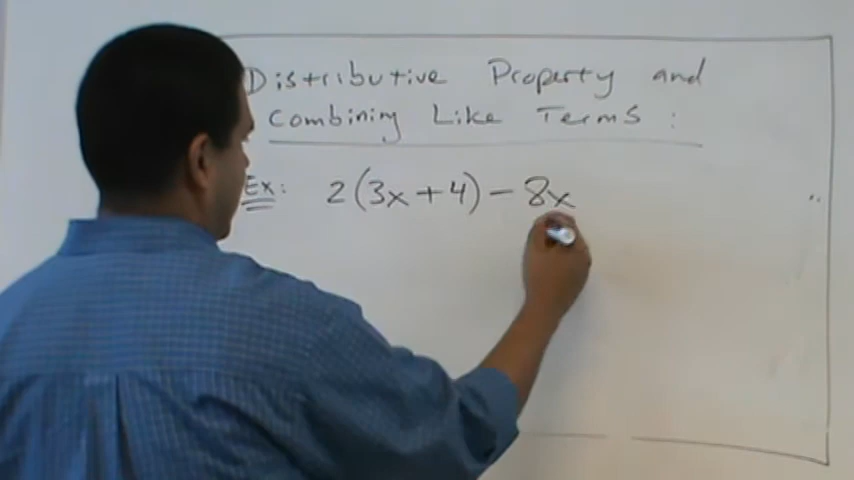 Distributive Property and
Combining Like Terms :
Ex: 2(3x+4)-8x